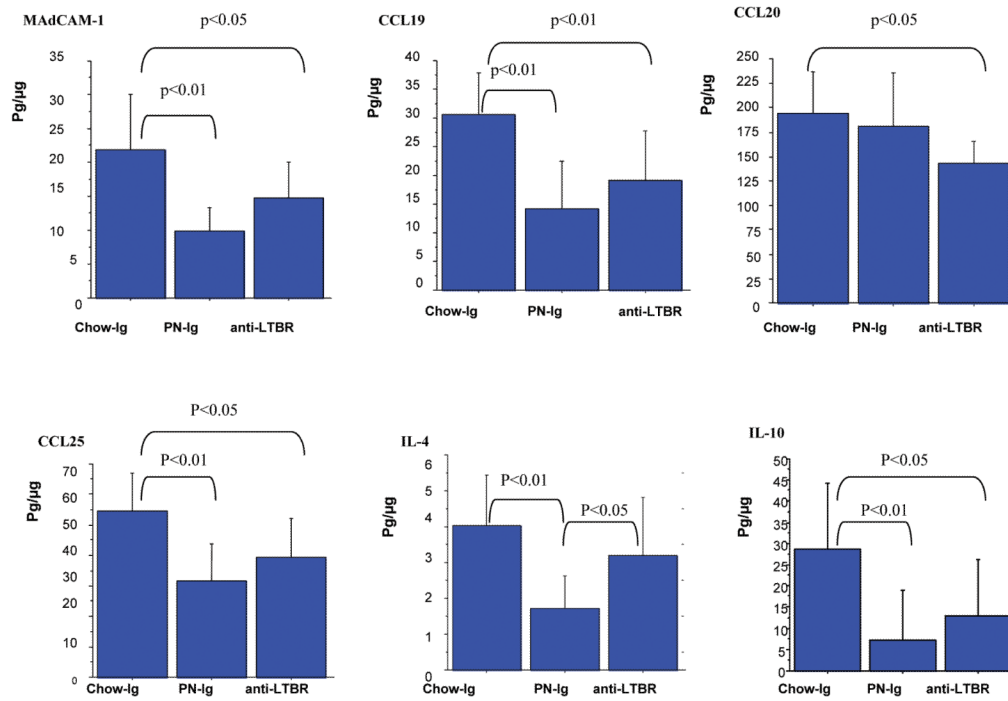 MAdCAM-1
p<0.05
p<0.01
Pg/µg
35
30
25
20
15
10
5
0
Chow-Ig PN-Ig anti-LTBR
CCL19
p<0.01
p<0.01
Pg/µg
40
35
30
25
20
15
10
5
0
Chow-Ig PN-Ig anti-LTBR
CCL20
p<0.05
Pg/µg
250
225
200
175
150
125
100
75
50
25
0
Chow-Ig PN-Ig anti-LTBR
CCL25
P<0.05
P<0.01
Pg/µg
70
60
50
40
30
20
10
0
Chow-Ig PN-Ig anti-LTBR
IL-4
P<0.01
P<0.05
Pg/µg
6
5
4
3
2
1
0
Chow-Ig PN-Ig anti-LTBR
IL-10
P<0.05
P<0.01
Pg/µg
50
45
40
35
30
25
20
15
10
5
0
Chow-Ig PN-Ig anti-LTBR